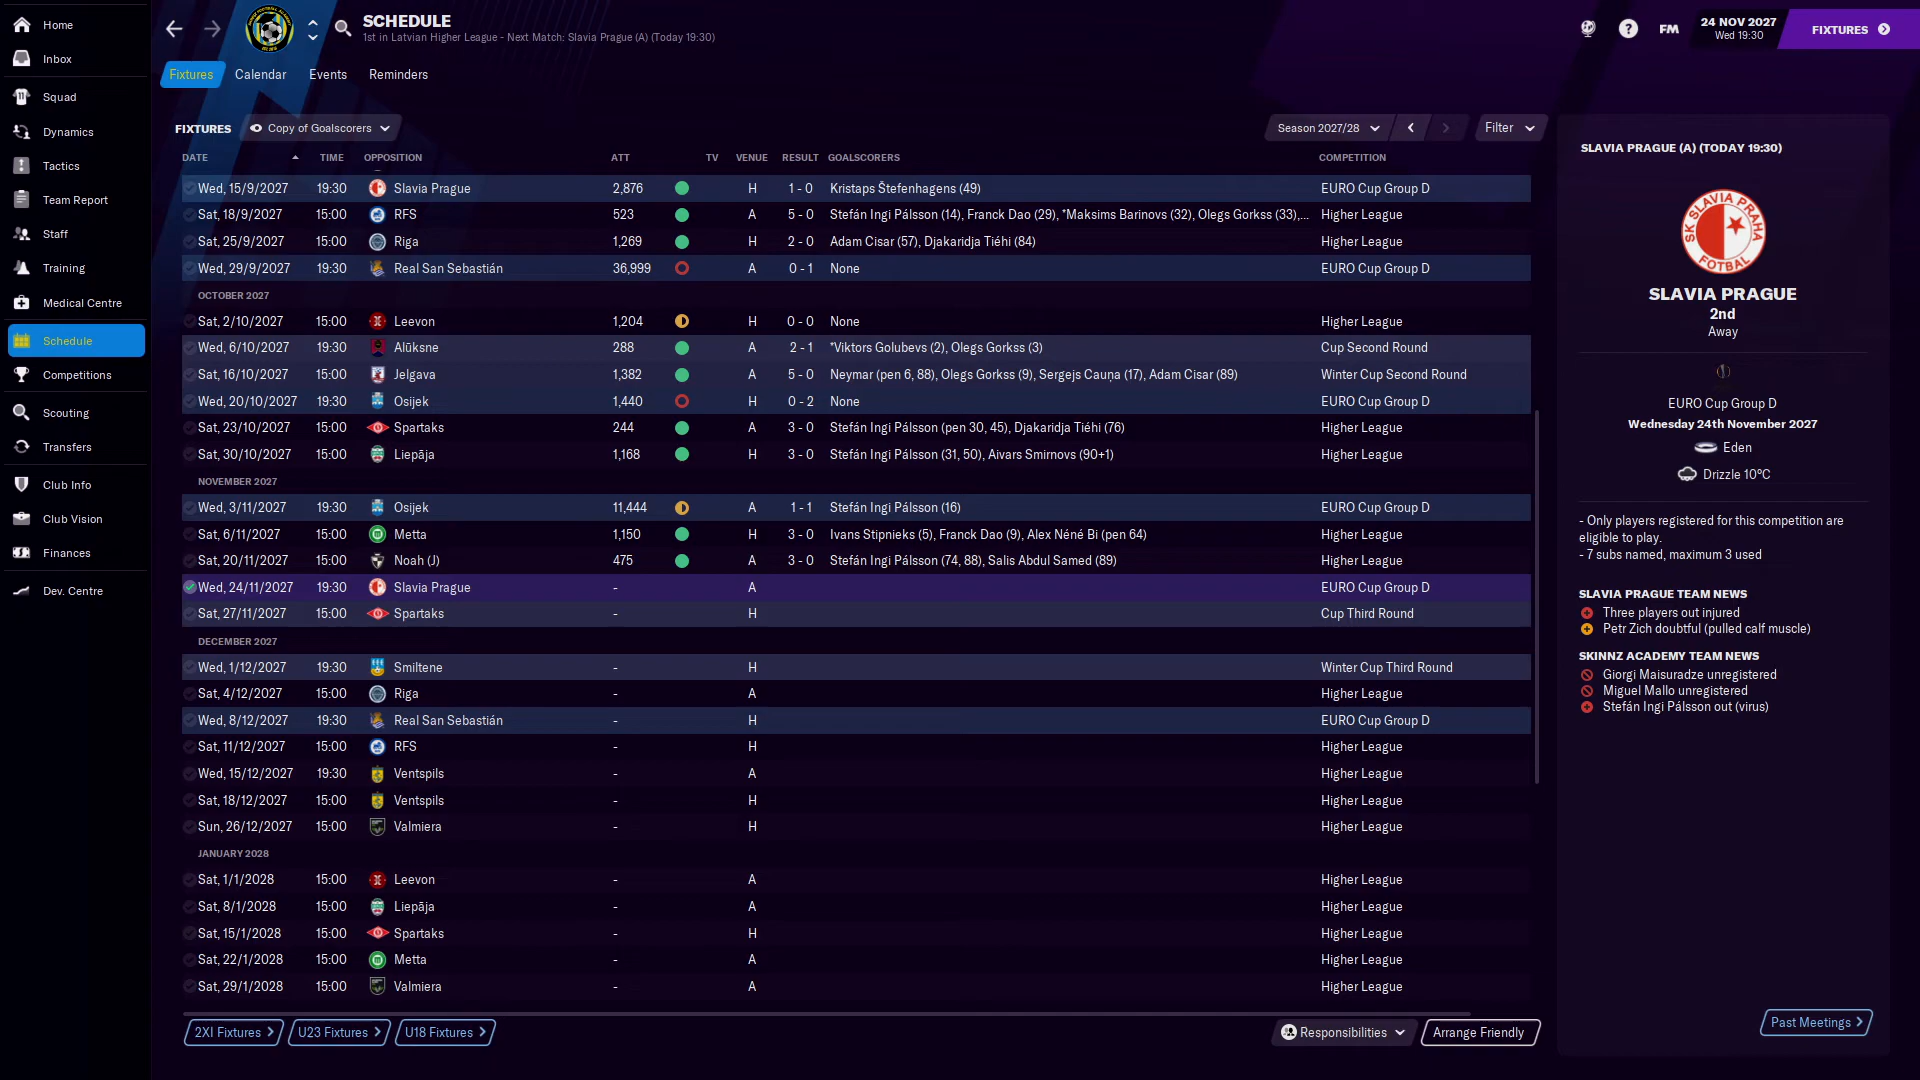 Home
Inbox
Squad
Dynamics
Tactics
Team Report
Staff
Training
Medical Centre
Schedule
Competitions
Scouting
Transfers
Club Info
Club Vision
Finances
Dev. Centre
SCHEDULE
1st in Latvian Higher League - Next Match: Slavia Prague (A) (Today 19:30)
FM
24 NOV 2027
Wed 19:30
FIXTURES
Fixtures Calendar Events Reminders
FIXTURES Copy of Goalscorers Season 2027/28 Filter
DATE TIME OPPOSITION ATT TV VENUE RESULT GOALSCORERS COMPETITION
Wed, 15/9/2027 19:30 Slavia Prague 2,876 H 1 - 0 Kristaps Štefenhagens (49) EURO Cup Group D
Sat, 18/9/2027 15:00 RFS 523 A 5 - 0 Stefán Ingi Pálsson (14), Franck Dao (29), *Maksims Barinovs (32), Olegs Gorkss (33),... Higher League
Sat, 25/9/2027 15:00 Riga 1,269 H 2 - 0 Adam Cisar (57), Djakaridja Tiéhi (84) Higher League
Wed, 29/9/2027 19:30 Real San Sebastián 36,999 A 0 - 1 None EURO Cup Group D
OCTOBER 2027
Sat, 2/10/2027 15:00 Leevon 1,204 H 0 - 0 None Higher League
Wed, 6/10/2027 19:30 Alūksne 288 A 2 - 1 *Viktors Golubevs (2), Olegs Gorkss (3) Cup Second Round
Sat, 16/10/2027 15:00 Jelgava 1,382 A 5 - 0 Neymar (pen 6, 88), Olegs Gorkss (9), Sergejs Cauņa (17), Adam Cisar (89) Winter Cup Second Round
Wed, 20/10/2027 19:30 Osijek 1,440 H 0 - 2 None EURO Cup Group D
Sat, 23/10/2027 15:00 Spartaks 244 A 3 - 0 Stefán Ingi Pálsson (pen 30, 45), Djakaridja Tiéhi (76) Higher League
Sat, 30/10/2027 15:00 Liepāja 1,168 H 3 - 0 Stefán Ingi Pálsson (31, 50), Aivars Smirnovs (90+1) Higher League
NOVEMBER 2027
Wed, 3/11/2027 19:30 Osijek 11,444 A 1 - 1 Stefán Ingi Pálsson (16) EURO Cup Group D
Sat, 6/11/2027 15:00 Metta 1,150 H 3 - 0 Ivans Stipnieks (5), Franck Dao (9), Alex Néné Bi (pen 64) Higher League
Sat, 20/11/2027 15:00 Noah (J) 475 A 3 - 0 Stefán Ingi Pálsson (74, 88), Salis Abdul Samed (89) Higher League
Wed, 24/11/2027 19:30 Slavia Prague - A EURO Cup Group D
Sat, 27/11/2027 15:00 Spartaks - H Cup Third Round
DECEMBER 2027
Wed, 1/12/2027 19:30 Smiltene - H Winter Cup Third Round
Sat, 4/12/2027 15:00 Riga - A Higher League
Wed, 8/12/2027 19:30 Real San Sebastián - H EURO Cup Group D
Sat, 11/12/2027 15:00 RFS - H Higher League
Wed, 15/12/2027 19:30 Ventspils - A Higher League
Sat, 18/12/2027 15:00 Ventspils - H Higher League
Sun, 26/12/2027 15:00 Valmiera - H Higher League
JANUARY 2028
Sat, 1/1/2028 15:00 Leevon - A Higher League
Sat, 8/1/2028 15:00 Liepāja - A Higher League
Sat, 15/1/2028 15:00 Spartaks - H Higher League
Sat, 22/1/2028 15:00 Metta - A Higher League
Sat, 29/1/2028 15:00 Valmiera - A Higher League
2XI Fixtures U23 Fixtures U18 Fixtures Responsibilities Arrange Friendly
SLAVIA PRAGUE (A) (TODAY 19:30)
SK SLAVIA PRAHA
FOTBAL
SLAVIA PRAGUE
2nd
Away
EURO Cup Group D
Wednesday 24th November 2027
Eden
Drizzle 10°C
- Only players registered for this competition are
eligible to play.
- 7 subs named, maximum 3 used
SLAVIA PRAGUE TEAM NEWS
Three players out injured
Petr Zich doubtful (pulled calf muscle)
SKINNZ ACADEMY TEAM NEWS
Giorgi Maisuradze unregistered
Miguel Mallo unregistered
Stefán Ingi Pálsson out (virus)
Past Meetings